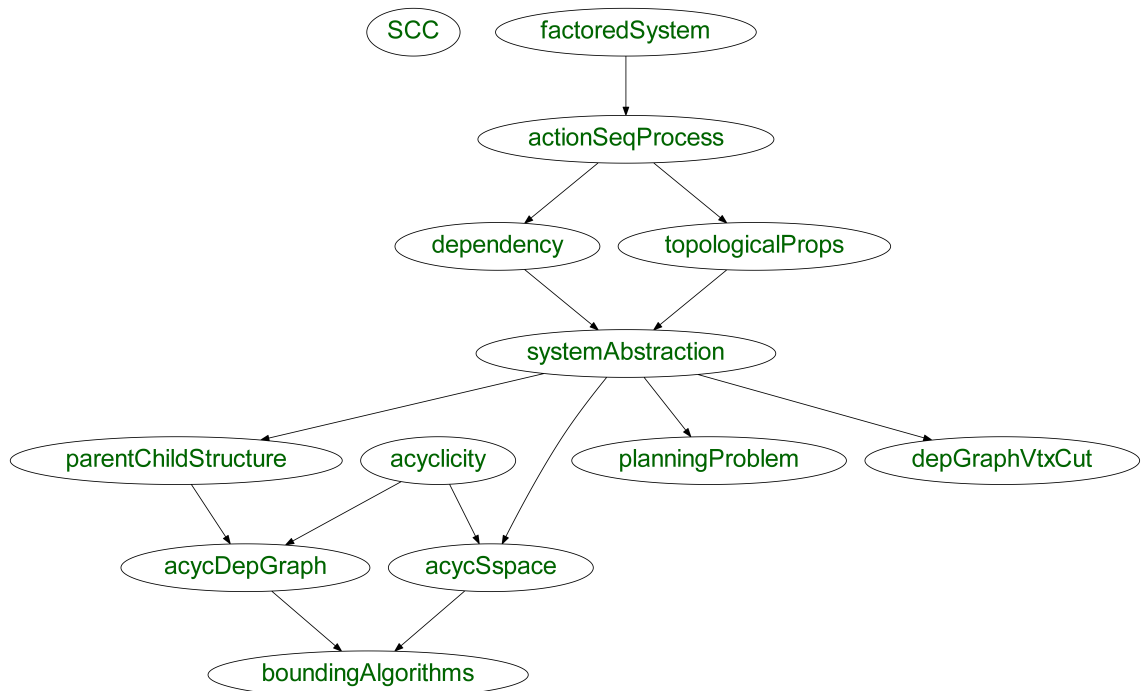 SCC
factoredSystem
actionSeqProcess
dependency
topologicalProps
systemAbstraction
parentChildStructure
acyclicity
planningProblem
depGraphVtxCut
acycDepGraph
acycSspace
boundingAlgorithms